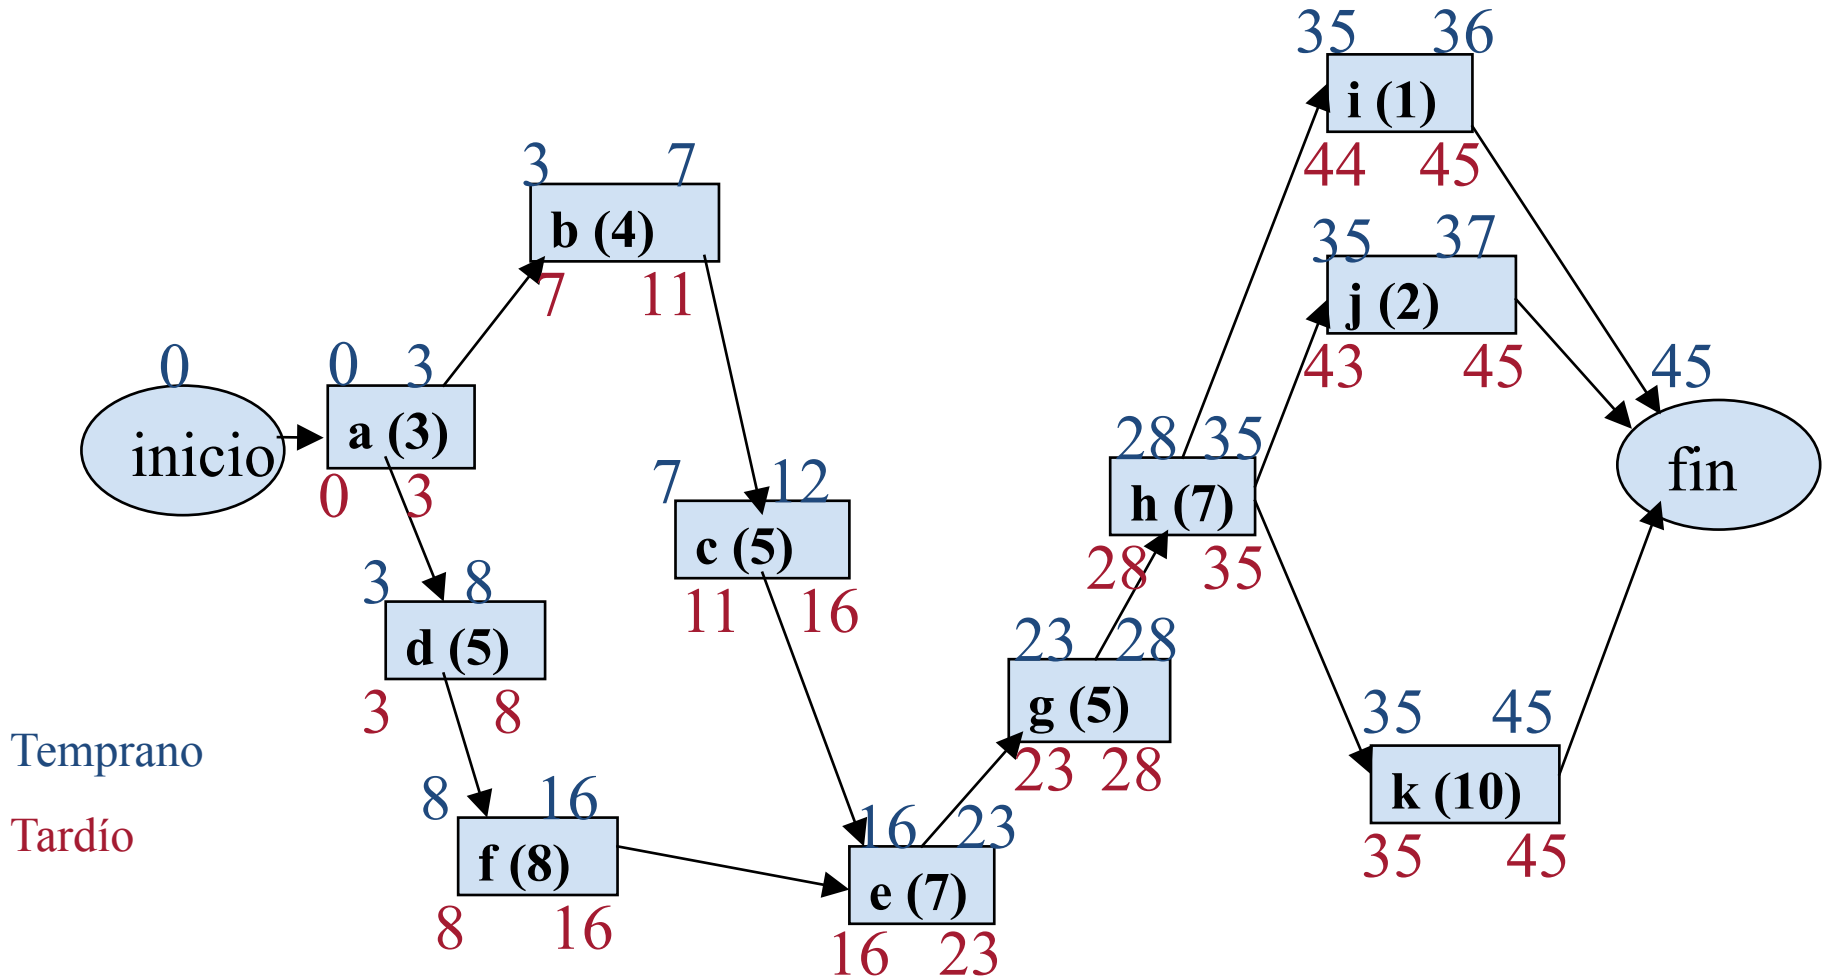 35 36
i (1)
44 45
3 7
b (4)
7 11
35 37
j (2)
43 45
0
inicio
0 3
a (3)
0 3
45
fin
7 12
c (5)
11 16
28 35
h (7)
28 35
3 8
d (5)
3 8
23 28
g (5)
23 28
35 45
k (10)
35 45
Temprano
Tardío
8 16
f (8)
8 16
16 23
e (7)
16 23